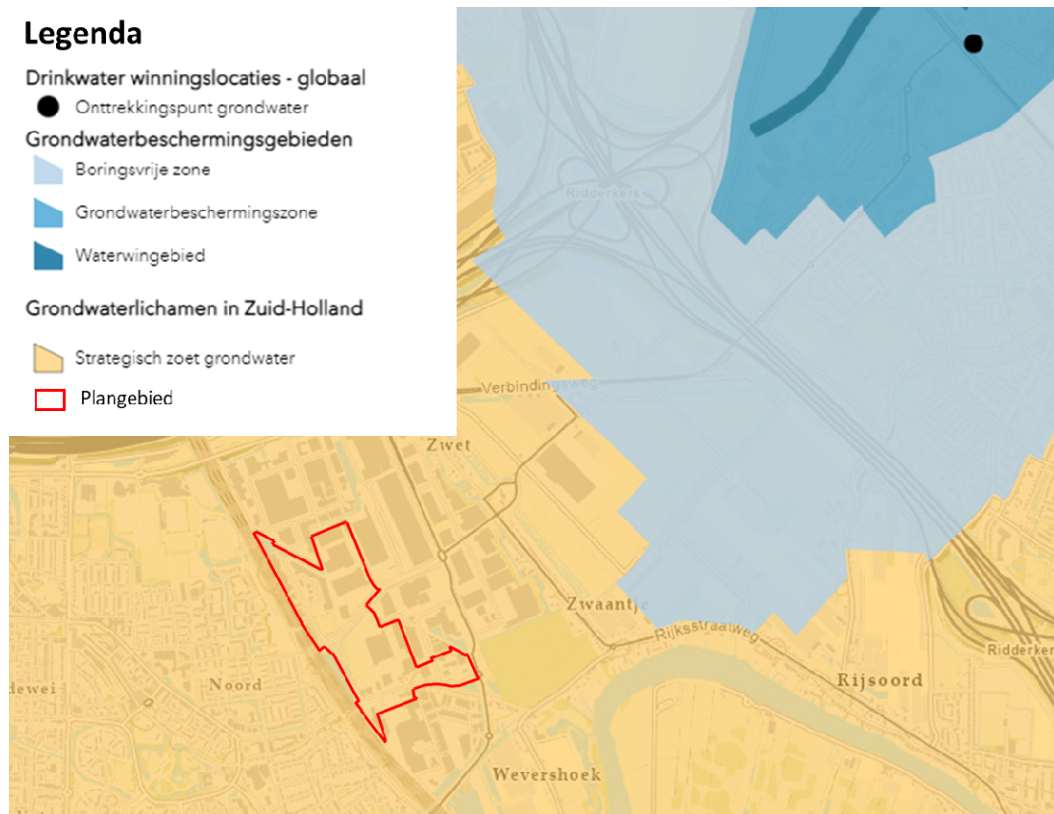 Legenda
Drinkwater winningslocaties - globaal
Onttrekkingspunt grondwater
Grondwaterbeschermingsgebieden
Boringsvrije zone
Grondwaterbeschermingszone
Waterwingebied
Grondwaterlichamen in Zuid-Holland
Strategisch zoet grondwater
Plangebied
Ridderkerk
Verbindingsweg
Zwet
Zwaantje
Rijksstraatweg
Ridderker
Rijsoord
Noord
dewei
Wevershoek